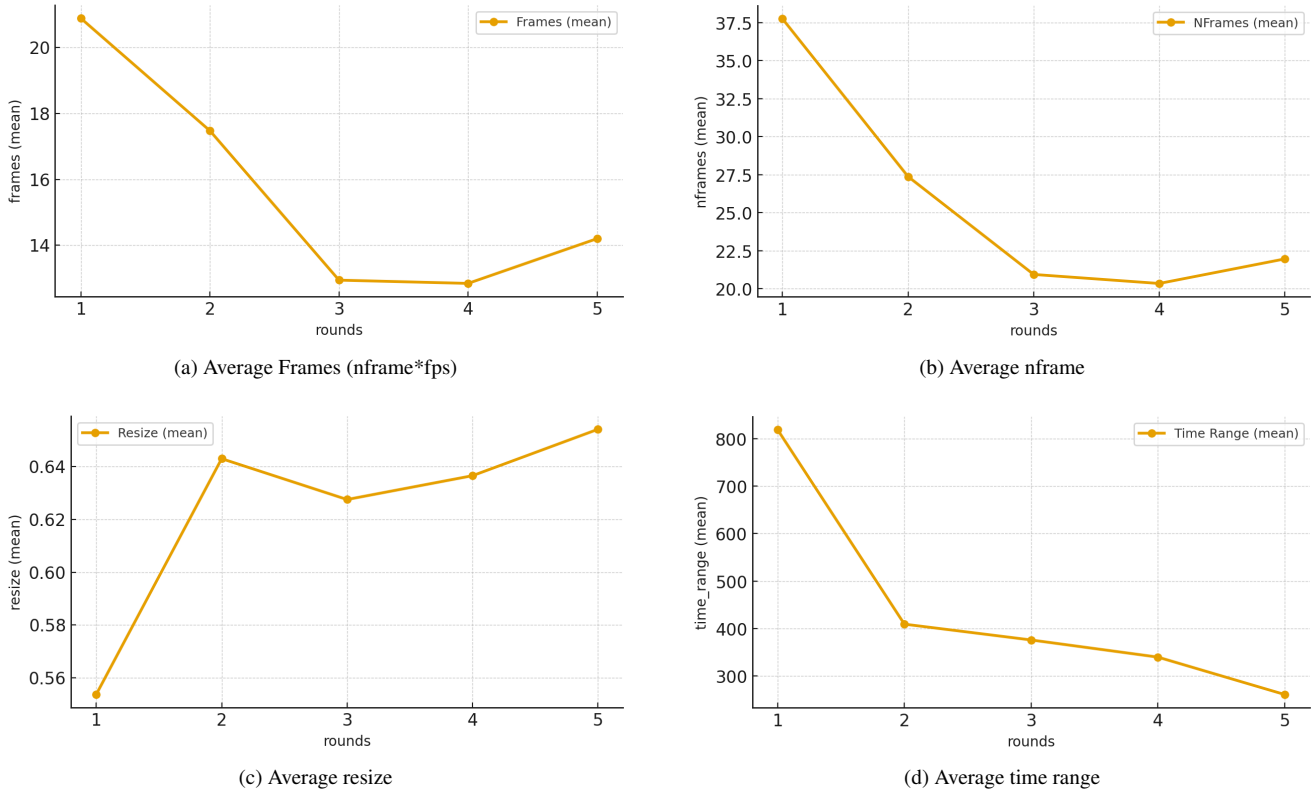 Frames (mean)
20
18
16
14
frames (mean)
1 2 3 4 5
rounds
(a) Average Frames (nframe*fps)
NFrames (mean)
37.5
35.0
32.5
30.0
27.5
25.0
22.5
20.0
nframes (mean)
1 2 3 4 5
rounds
(b) Average nframe
Resize (mean)
0.64
0.62
0.60
0.58
0.56
resize (mean)
1 2 3 4 5
rounds
(c) Average resize
Time Range (mean)
800
700
600
500
400
300
time_range (mean)
1 2 3 4 5
rounds
(d) Average time range